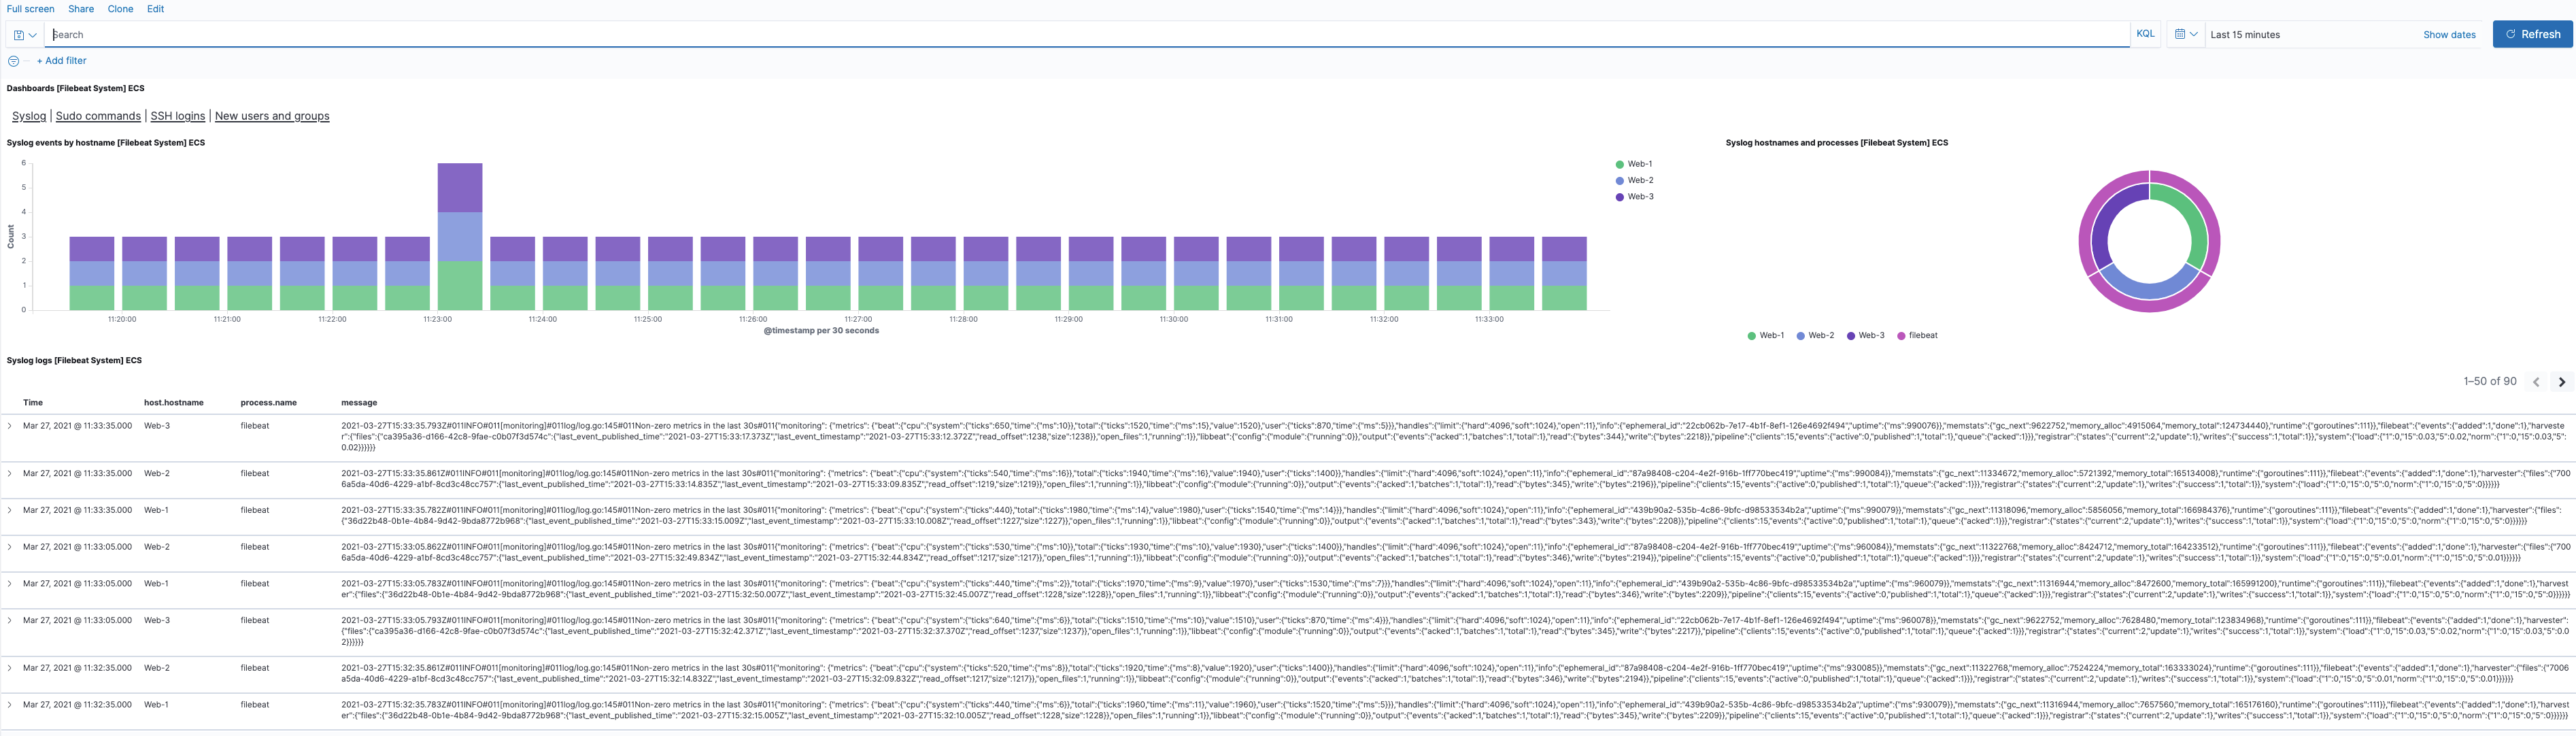 Full screen Share Clone Edit
Search KQL Last 15 minutes Show dates Refresh
+ Add filter
Dashboards [Filebeat System] ECS
Syslog | Sudo commands | SSH logins | New users and groups
Syslog events by hostname [Filebeat System] ECS
6
5
4
3
2
1
0
Count
11:20:00 11:21:00 11:22:00 11:23:00 11:24:00 11:25:00 11:26:00 11:27:00 11:28:00 11:29:00 11:30:00 11:31:00 11:32:00 11:33:00
@timestamp per 30 seconds
Web-1
Web-2
Web-3
Syslog hostnames and processes [Filebeat System] ECS
Web-1 Web-2 Web-3 filebeat
Syslog logs [Filebeat System] ECS
1–50 of 90
Time host.hostname process.name message
Mar 27, 2021 @ 11:33:35.000 Web-3 filebeat 2021-03-27T15:33:35.793Z#011INFO#011[monitoring]#011log/log.go:145#011Non-zero metrics in the last 30s#011{"monitoring": {"metrics": {"beat":{"cpu":{"system":{"ticks":650,"time":{"ms":10}},"total":{"ticks":1520,"time":{"ms":15},"value":1520},"user":{"ticks":870,"time":{"ms":5}}},"handles":{"limit":{"hard":4096,"soft":1024},"open":11},"info":{"ephemeral_id":"22cb062b-7e17-4b1f-8ef1-126e4692f494","uptime":{"ms":990076}},"memstats":{"gc_next":9622752,"memory_alloc":4915064,"memory_total":124734440},"runtime":{"goroutines":111}},"filebeat":{"events":{"added":1,"done":1},"harveste
r":{"files":{"ca395a36-d166-42c8-9fae-c0b07f3d574c":{"last_event_published_time":"2021-03-27T15:33:17.373Z","last_event_timestamp":"2021-03-27T15:33:12.372Z","read_offset":1238,"size":1238}},"open_files":1,"running":1}},"libbeat":{"config":{"module":{"running":0}},"output":{"events":{"acked":1,"batches":1,"total":1},"read":{"bytes":344},"write":{"bytes":2218}},"pipeline":{"clients":15,"events":{"active":0,"published":1,"total":1},"queue":{"acked":1}}},"registrar":{"states":{"current":2,"update":1},"writes":{"success":1,"total":1}},"system":{"load":{"1":0,"15":0.03,"5":0.02,"norm":{"1":0,"15":0.03,"5":
0.02}}}}}}
Mar 27, 2021 @ 11:33:35.000 Web-2 filebeat 2021-03-27T15:33:35.861Z#011INFO#011[monitoring]#011log/log.go:145#011Non-zero metrics in the last 30s#011{"monitoring": {"metrics": {"beat":{"cpu":{"system":{"ticks":540,"time":{"ms":16}},"total":{"ticks":1940,"time":{"ms":16},"value":1940},"user":{"ticks":1400}},"handles":{"limit":{"hard":4096,"soft":1024},"open":11},"info":{"ephemeral_id":"87a98408-c204-4e2f-916b-1ff770bec419","uptime":{"ms":990084}},"memstats":{"gc_next":11334672,"memory_alloc":5721392,"memory_total":165134008},"runtime":{"goroutines":111}},"filebeat":{"events":{"added":1,"done":1},"harvester":{"files":{"700
6a5da-40d6-4229-a1bf-8cd3c48cc757":{"last_event_published_time":"2021-03-27T15:33:14.835Z","last_event_timestamp":"2021-03-27T15:33:09.835Z","read_offset":1219,"size":1219}},"open_files":1,"running":1}},"libbeat":{"config":{"module":{"running":0}},"output":{"events":{"acked":1,"batches":1,"total":1},"read":{"bytes":345},"write":{"bytes":2196}},"pipeline":{"clients":15,"events":{"active":0,"published":1,"total":1},"queue":{"acked":1}}},"registrar":{"states":{"current":2,"update":1},"writes":{"success":1,"total":1}},"system":{"load":{"1":0,"15":0,"5":0,"norm":{"1":0,"15":0,"5":0}}}}}}
Mar 27, 2021 @ 11:33:35.000 Web-1 filebeat 2021-03-27T15:33:35.782Z#011INFO#011[monitoring]#011log/log.go:145#011Non-zero metrics in the last 30s#011{"monitoring": {"metrics": {"beat":{"cpu":{"system":{"ticks":440},"total":{"ticks":1980,"time":{"ms":14},"value":1980},"user":{"ticks":1540,"time":{"ms":14}}},"handles":{"limit":{"hard":4096,"soft":1024},"open":11},"info":{"ephemeral_id":"439b90a2-535b-4c86-9bfc-d98533534b2a","uptime":{"ms":990079}},"memstats":{"gc_next":11318096,"memory_alloc":5856056,"memory_total":166984376},"runtime":{"goroutines":111}},"filebeat":{"events":{"added":1,"done":1},"harvester":{"files":
{"36d22b48-0b1e-4b84-9d42-9bda8772b968":{"last_event_published_time":"2021-03-27T15:33:15.009Z","last_event_timestamp":"2021-03-27T15:33:10.008Z","read_offset":1227,"size":1227}},"open_files":1,"running":1}},"libbeat":{"config":{"module":{"running":0}},"output":{"events":{"acked":1,"batches":1,"total":1},"read":{"bytes":343},"write":{"bytes":2208}},"pipeline":{"clients":15,"events":{"active":0,"published":1,"total":1},"queue":{"acked":1}}},"registrar":{"states":{"current":2,"update":1},"writes":{"success":1,"total":1}},"system":{"load":{"1":0,"15":0,"5":0,"norm":{"1":0,"15":0,"5":0}}}}}}
Mar 27, 2021 @ 11:33:05.000 Web-2 filebeat 2021-03-27T15:33:05.862Z#011INFO#011[monitoring]#011log/log.go:145#011Non-zero metrics in the last 30s#011{"monitoring": {"metrics": {"beat":{"cpu":{"system":{"ticks":530,"time":{"ms":10}},"total":{"ticks":1930,"time":{"ms":10},"value":1930},"user":{"ticks":1400}},"handles":{"limit":{"hard":4096,"soft":1024},"open":11},"info":{"ephemeral_id":"87a98408-c204-4e2f-916b-1ff770bec419","uptime":{"ms":960084}},"memstats":{"gc_next":11322768,"memory_alloc":8424712,"memory_total":164233512},"runtime":{"goroutines":111}},"filebeat":{"events":{"added":1,"done":1},"harvester":{"files":{"700
6a5da-40d6-4229-a1bf-8cd3c48cc757":{"last_event_published_time":"2021-03-27T15:32:49.834Z","last_event_timestamp":"2021-03-27T15:32:44.834Z","read_offset":1217,"size":1217}},"open_files":1,"running":1}},"libbeat":{"config":{"module":{"running":0}},"output":{"events":{"acked":1,"batches":1,"total":1},"read":{"bytes":346},"write":{"bytes":2194}},"pipeline":{"clients":15,"events":{"active":0,"published":1,"total":1},"queue":{"acked":1}}},"registrar":{"states":{"current":2,"update":1},"writes":{"success":1,"total":1}},"system":{"load":{"1":0,"15":0,"5":0.01,"norm":{"1":0,"15":0,"5":0.01}}}}}}
Mar 27, 2021 @ 11:33:05.000 Web-1 filebeat 2021-03-27T15:33:05.783Z#011INFO#011[monitoring]#011log/log.go:145#011Non-zero metrics in the last 30s#011{"monitoring": {"metrics": {"beat":{"cpu":{"system":{"ticks":440,"time":{"ms":2}},"total":{"ticks":1970,"time":{"ms":9},"value":1970},"user":{"ticks":1530,"time":{"ms":7}}},"handles":{"limit":{"hard":4096,"soft":1024},"open":11},"info":{"ephemeral_id":"439b90a2-535b-4c86-9bfc-d98533534b2a","uptime":{"ms":960079}},"memstats":{"gc_next":11316944,"memory_alloc":8472600,"memory_total":165991200},"runtime":{"goroutines":111}},"filebeat":{"events":{"added":1,"done":1},"harvest
er":{"files":{"36d22b48-0b1e-4b84-9d42-9bda8772b968":{"last_event_published_time":"2021-03-27T15:32:50.007Z","last_event_timestamp":"2021-03-27T15:32:45.007Z","read_offset":1228,"size":1228}},"open_files":1,"running":1}},"libbeat":{"config":{"module":{"running":0}},"output":{"events":{"acked":1,"batches":1,"total":1},"read":{"bytes":346},"write":{"bytes":2209}},"pipeline":{"clients":15,"events":{"active":0,"published":1,"total":1},"queue":{"acked":1}}},"registrar":{"states":{"current":2,"update":1},"writes":{"success":1,"total":1}},"system":{"load":{"1":0,"15":0,"5":0,"norm":{"1":0,"15":0,"5":0}}}}}}
Mar 27, 2021 @ 11:33:05.000 Web-3 filebeat 2021-03-27T15:33:05.793Z#011INFO#011[monitoring]#011log/log.go:145#011Non-zero metrics in the last 30s#011{"monitoring": {"metrics": {"beat":{"cpu":{"system":{"ticks":640,"time":{"ms":6}},"total":{"ticks":1510,"time":{"ms":10},"value":1510},"user":{"ticks":870,"time":{"ms":4}}},"handles":{"limit":{"hard":4096,"soft":1024},"open":11},"info":{"ephemeral_id":"22cb062b-7e17-4b1f-8ef1-126e4692f494","uptime":{"ms":960078}},"memstats":{"gc_next":9622752,"memory_alloc":7628480,"memory_total":123834968},"runtime":{"goroutines":111}},"filebeat":{"events":{"added":1,"done":1},"harvester":
{"files":{"ca395a36-d166-42c8-9fae-c0b07f3d574c":{"last_event_published_time":"2021-03-27T15:32:42.371Z","last_event_timestamp":"2021-03-27T15:32:37.370Z","read_offset":1237,"size":1237}},"open_files":1,"running":1}},"libbeat":{"config":{"module":{"running":0}},"output":{"events":{"acked":1,"batches":1,"total":1},"read":{"bytes":345},"write":{"bytes":2217}},"pipeline":{"clients":15,"events":{"active":0,"published":1,"total":1},"queue":{"acked":1}}},"registrar":{"states":{"current":2,"update":1},"writes":{"success":1,"total":1}},"system":{"load":{"1":0,"15":0.03,"5":0.02,"norm":{"1":0,"15":0.03,"5":0.0
2}}}}}}
Mar 27, 2021 @ 11:32:35.000 Web-2 filebeat 2021-03-27T15:32:35.861Z#011INFO#011[monitoring]#011log/log.go:145#011Non-zero metrics in the last 30s#011{"monitoring": {"metrics": {"beat":{"cpu":{"system":{"ticks":520,"time":{"ms":8}},"total":{"ticks":1920,"time":{"ms":8},"value":1920},"user":{"ticks":1400}},"handles":{"limit":{"hard":4096,"soft":1024},"open":11},"info":{"ephemeral_id":"87a98408-c204-4e2f-916b-1ff770bec419","uptime":{"ms":930085}},"memstats":{"gc_next":11322768,"memory_alloc":7524224,"memory_total":163333024},"runtime":{"goroutines":111}},"filebeat":{"events":{"added":1,"done":1},"harvester":{"files":{"7006
a5da-40d6-4229-a1bf-8cd3c48cc757":{"last_event_published_time":"2021-03-27T15:32:14.832Z","last_event_timestamp":"2021-03-27T15:32:09.832Z","read_offset":1217,"size":1217}},"open_files":1,"running":1}},"libbeat":{"config":{"module":{"running":0}},"output":{"events":{"acked":1,"batches":1,"total":1},"read":{"bytes":346},"write":{"bytes":2194}},"pipeline":{"clients":15,"events":{"active":0,"published":1,"total":1},"queue":{"acked":1}}},"registrar":{"states":{"current":2,"update":1},"writes":{"success":1,"total":1}},"system":{"load":{"1":0,"15":0,"5":0.01,"norm":{"1":0,"15":0,"5":0.01}}}}}}
Mar 27, 2021 @ 11:32:35.000 Web-1 filebeat 2021-03-27T15:32:35.783Z#011INFO#011[monitoring]#011log/log.go:145#011Non-zero metrics in the last 30s#011{"monitoring": {"metrics": {"beat":{"cpu":{"system":{"ticks":440,"time":{"ms":6}},"total":{"ticks":1960,"time":{"ms":11},"value":1960},"user":{"ticks":1520,"time":{"ms":5}}},"handles":{"limit":{"hard":4096,"soft":1024},"open":11},"info":{"ephemeral_id":"439b90a2-535b-4c86-9bfc-d98533534b2a","uptime":{"ms":930079}},"memstats":{"gc_next":11316944,"memory_alloc":7657560,"memory_total":165176160},"runtime":{"goroutines":111}},"filebeat":{"events":{"added":1,"done":1},"harvest
er":{"files":{"36d22b48-0b1e-4b84-9d42-9bda8772b968":{"last_event_published_time":"2021-03-27T15:32:15.005Z","last_event_timestamp":"2021-03-27T15:32:10.005Z","read_offset":1228,"size":1228}},"open_files":1,"running":1}},"libbeat":{"config":{"module":{"running":0}},"output":{"events":{"acked":1,"batches":1,"total":1},"read":{"bytes":345},"write":{"bytes":2209}},"pipeline":{"clients":15,"events":{"active":0,"published":1,"total":1},"queue":{"acked":1}}},"registrar":{"states":{"current":2,"update":1},"writes":{"success":1,"total":1}},"system":{"load":{"1":0,"15":0,"5":0,"norm":{"1":0,"15":0,"5":0}}}}}}